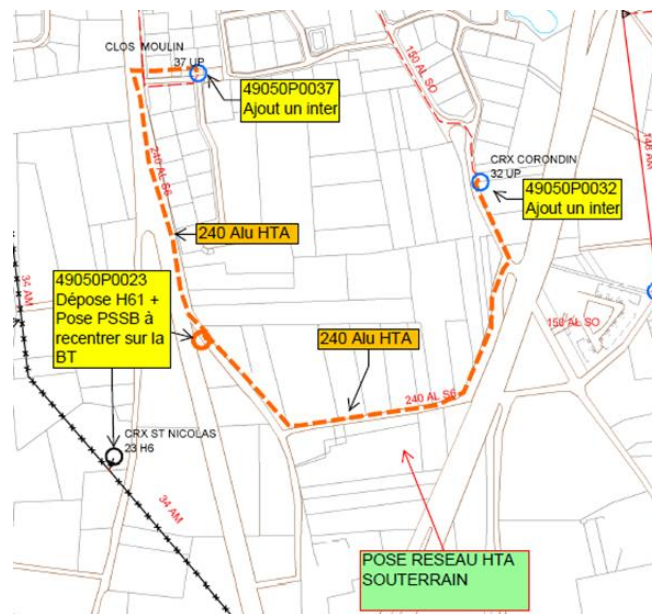 CLOS MOULIN
37 UP
49050P0037
Ajout un inter
150 AL SO
148 AM
CRX CORONDIN
32 UP
49050P0032
Ajout un inter
240 AL S6
240 Alu HTA
49050P0023
Dépose H61 +
Pose PSSB à
recentrer sur la
BT
34 AM
150 AL SO
240 Alu HTA
240 AL S6
CRX ST NICOLAS
23 H6
34 AM
POSE RESEAU HTA
SOUTERRAIN